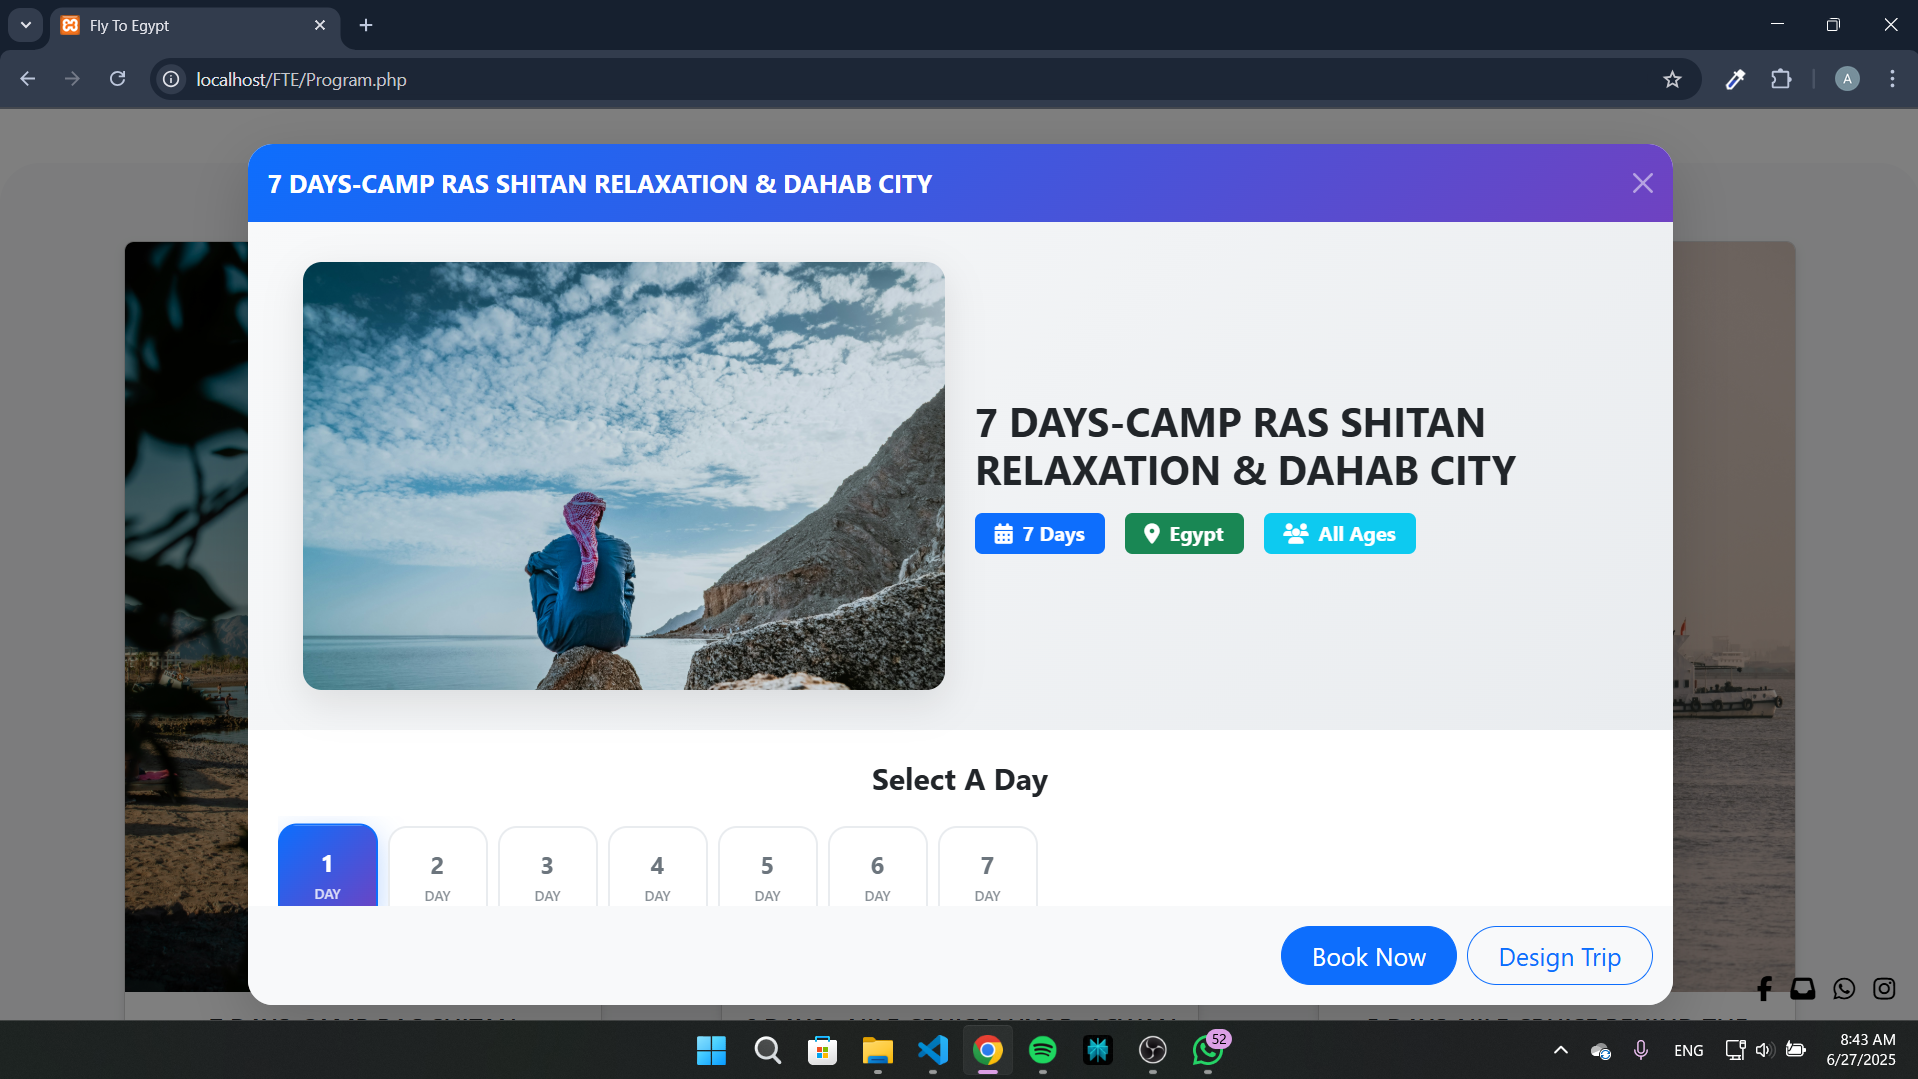 Fly To Egypt
localhost/FTE/Program.php
A
7 DAYS-CAMP RAS SHITAN RELAXATION & DAHAB CITY
7 DAYS-CAMP RAS SHITAN
RELAXATION & DAHAB CITY
7 Days
Egypt
All Ages
Select A Day
1
DAY
2
DAY
3
DAY
4
DAY
5
DAY
6
DAY
7
DAY
Book Now
Design Trip
52
ENG
8:43 AM
6/27/2025